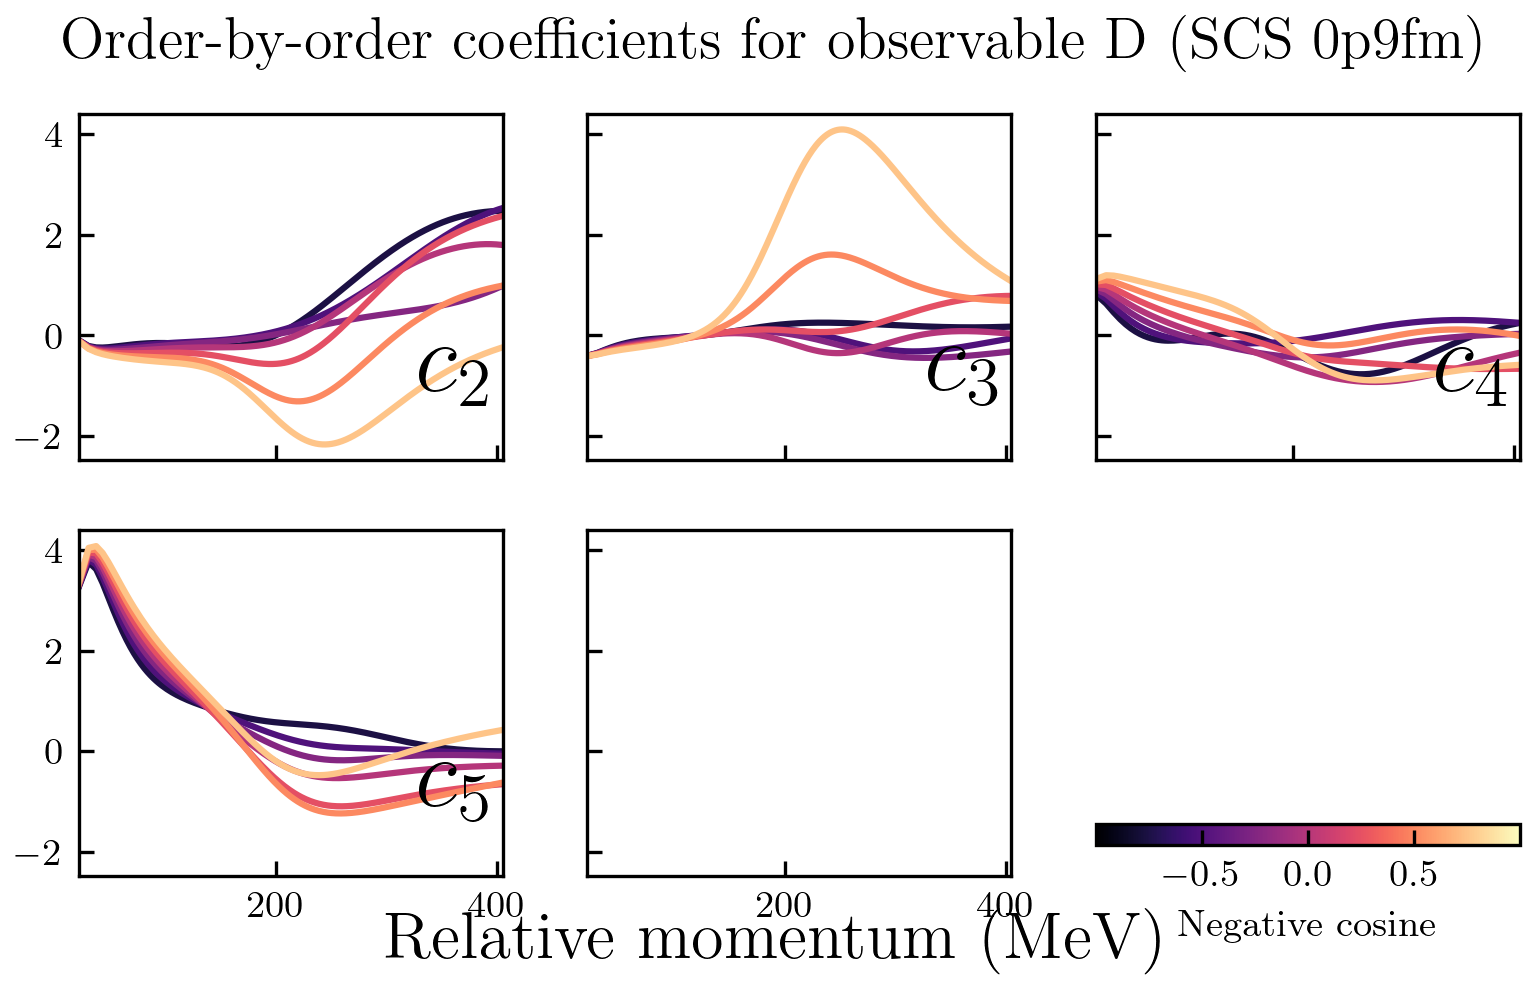 Order-by-order coefficients for observable D (SCS 0p9fm)
4
2
0
−2
c2
c3
c4
4
2
0
−2
c5
200
400
200
400
−0.5
0.0
0.5
Negative cosine
Relative momentum (MeV)